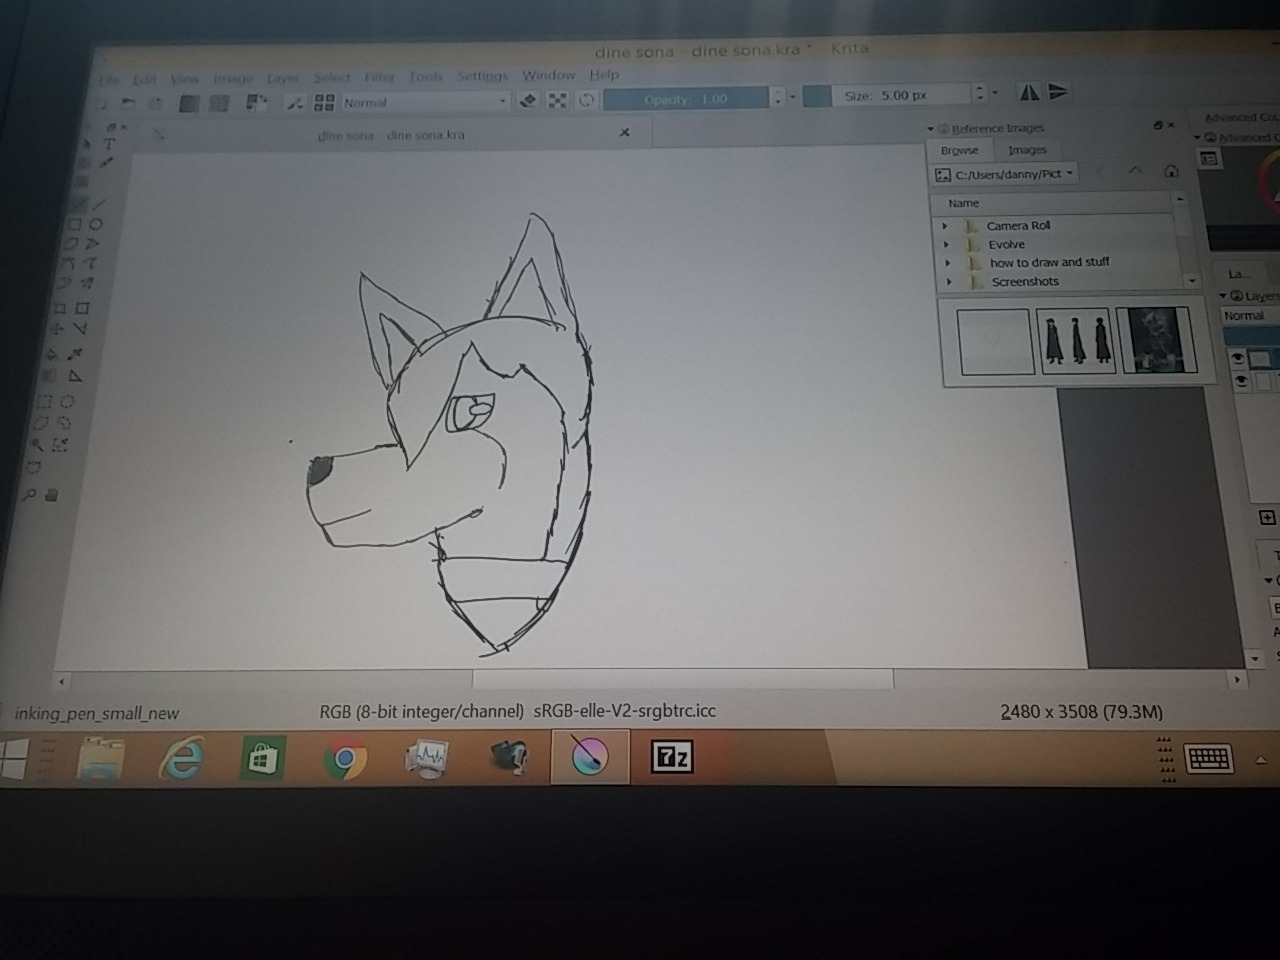 dine sona - dine sona.kra * - Krita
File Edit View Image Layer Select Filter Tools Settings Window Help
Normal Opacity: 1.00 Size: 5.00 px
Advanced Col
dine sona - dine sona.kra
Reference Images
Advanced C
Browse Images
C:/Users/danny/Pict
Name
Camera Roll
Evolve
how to draw and stuff
Screenshots
La...
Layers
Normal
inking_pen_small_new RGB (8-bit integer/channel) sRGB-elle-V2-srgbtrc.icc 2480 x 3508 (79.3M)
7z